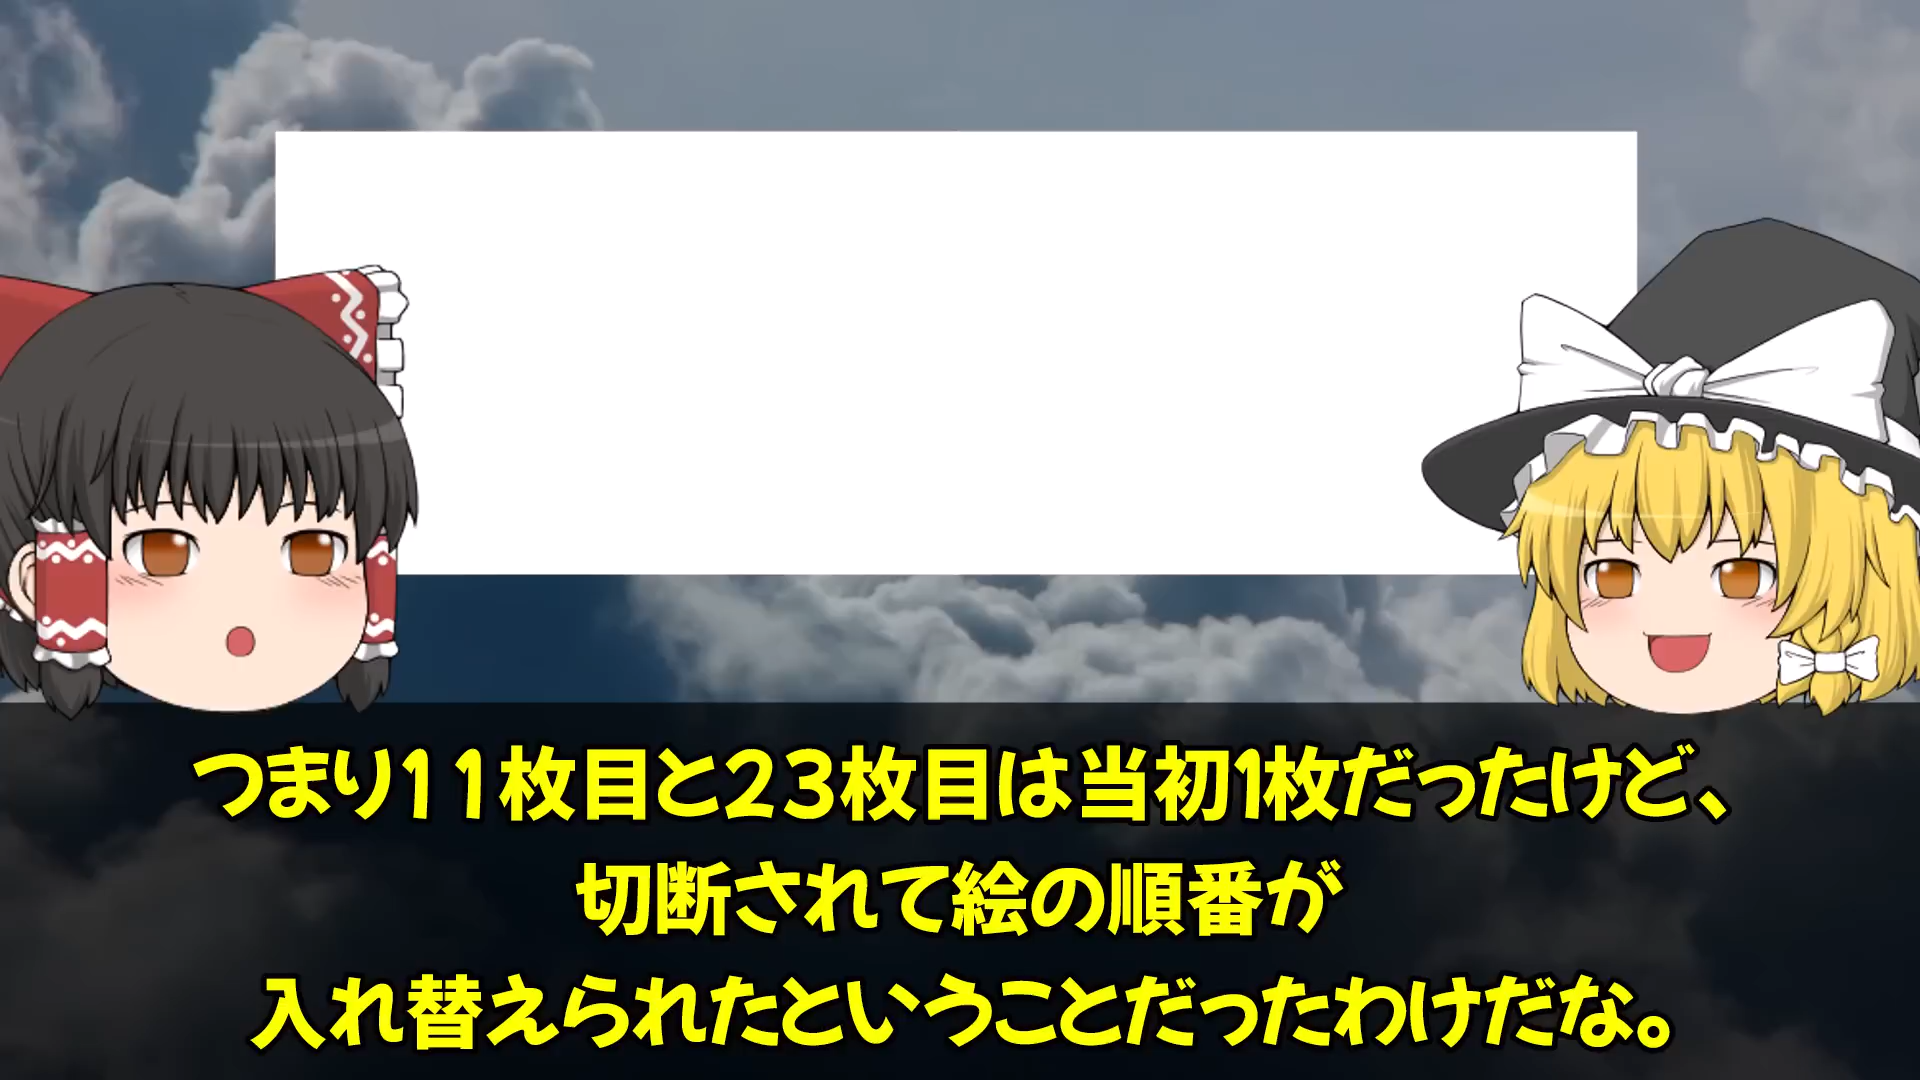 つまり１１枚目と２３枚目は当初1枚だったけど、
切断されて絵の順番が
入れ替えられたということだったわけだな。